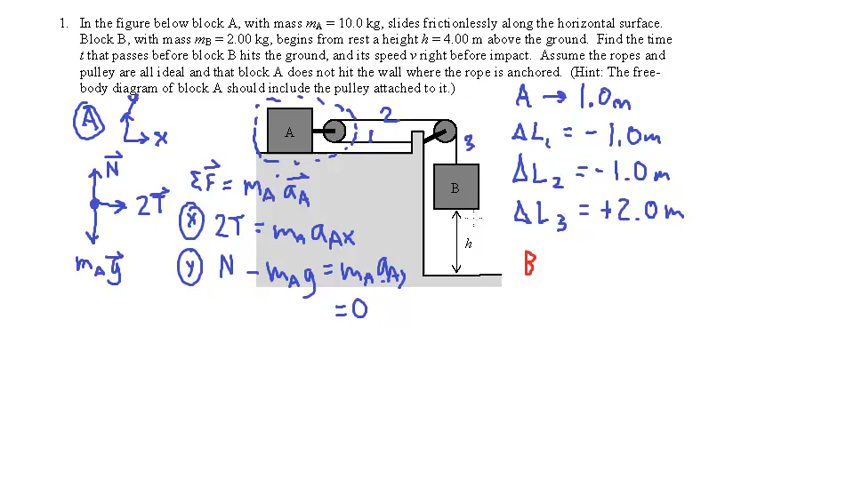 1. In the figure below block A, with mass mA = 10.0 kg, slides frictionlessly along the horizontal surface.
Block B, with mass mB = 2.00 kg, begins from rest a height h = 4.00 m above the ground. Find the time
t that passes before block B hits the ground, and its speed v right before impact. Assume the ropes and
pulley are all ideal and that block A does not hit the wall where the rope is anchored. (Hint: The free-
body diagram of block A should include the pulley attached to it.)
A
y
x
A
1
2
3
B
h
N⃗
2T⃗
mA g⃗
ΣF⃗ = mA a⃗A
x̂ 2T = mA aAx
ŷ N - mA g = mA aAy
= 0
A → 1.0m
ΔL1 = - 1.0m
ΔL2 = - 1.0m
ΔL3 = +2.0m
B